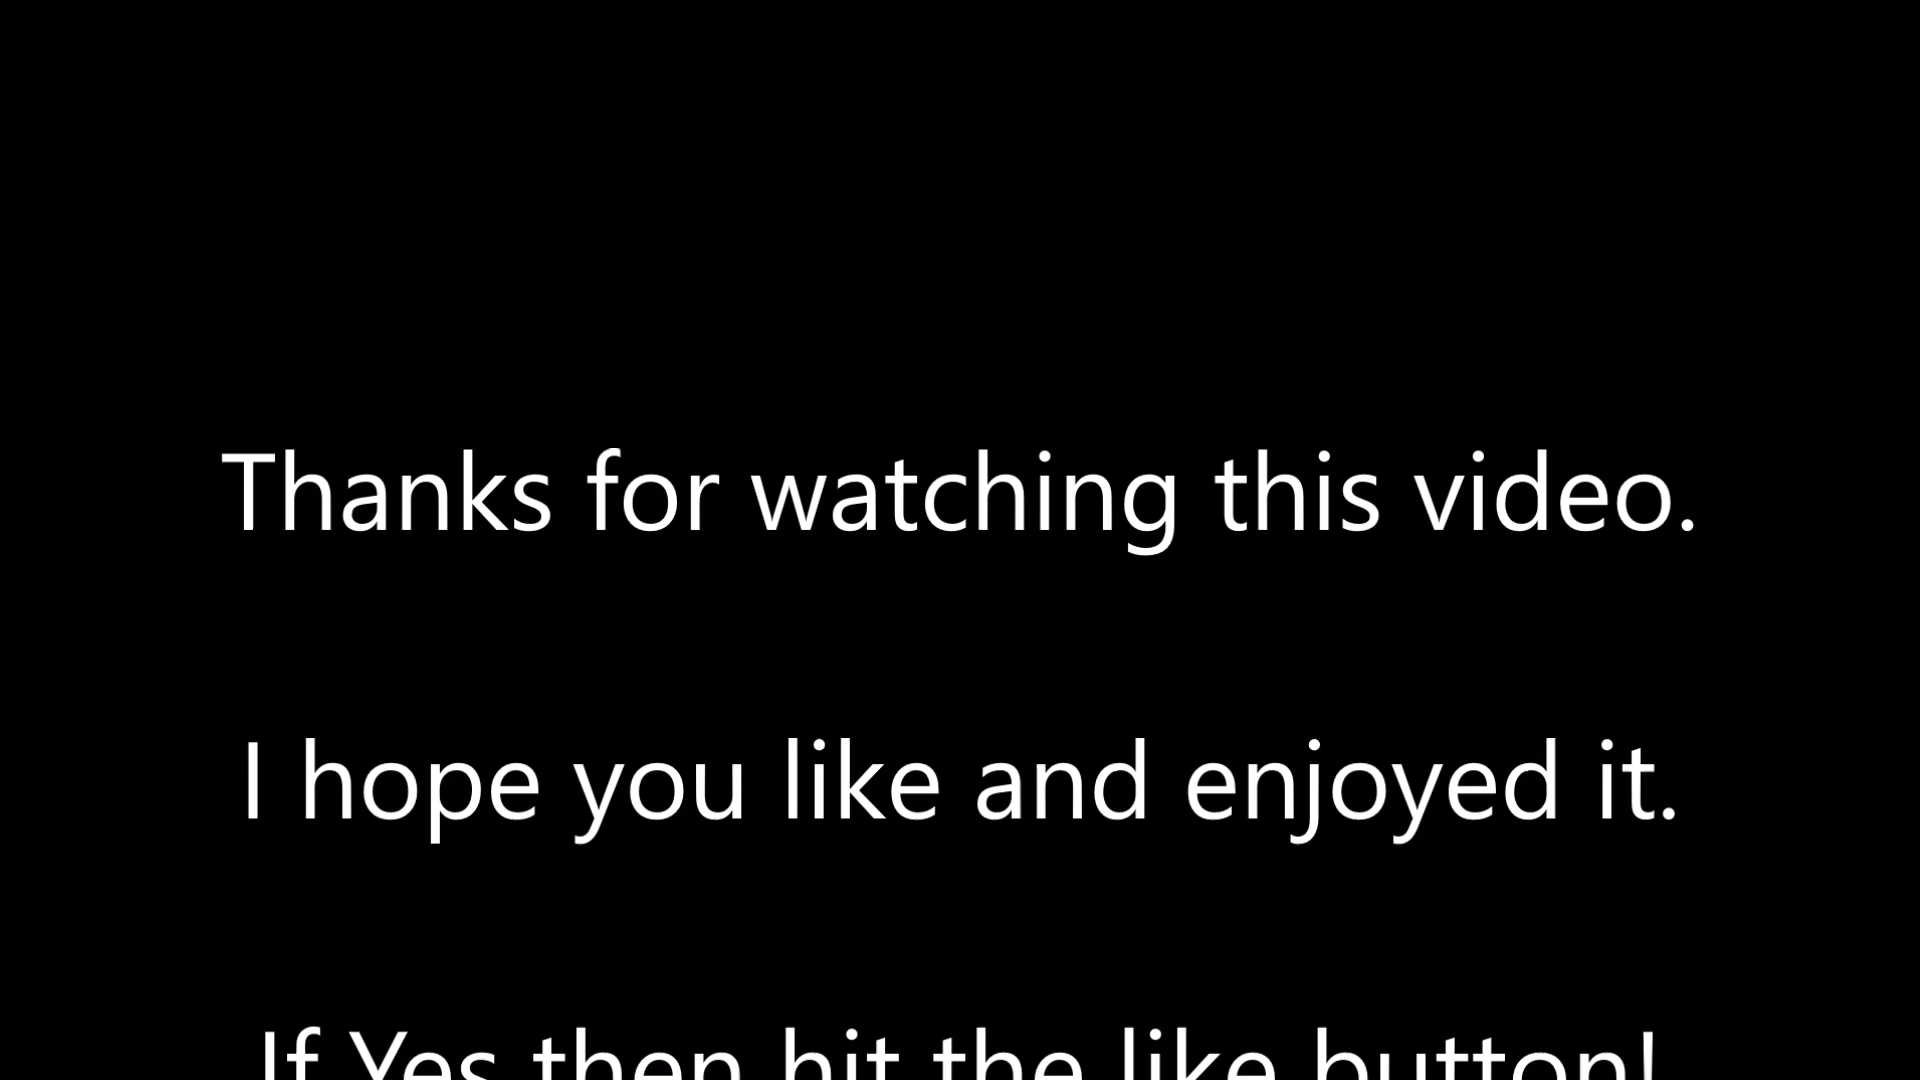 Thanks for watching this video.
I hope you like and enjoyed it.
If Yes then hit the like button!